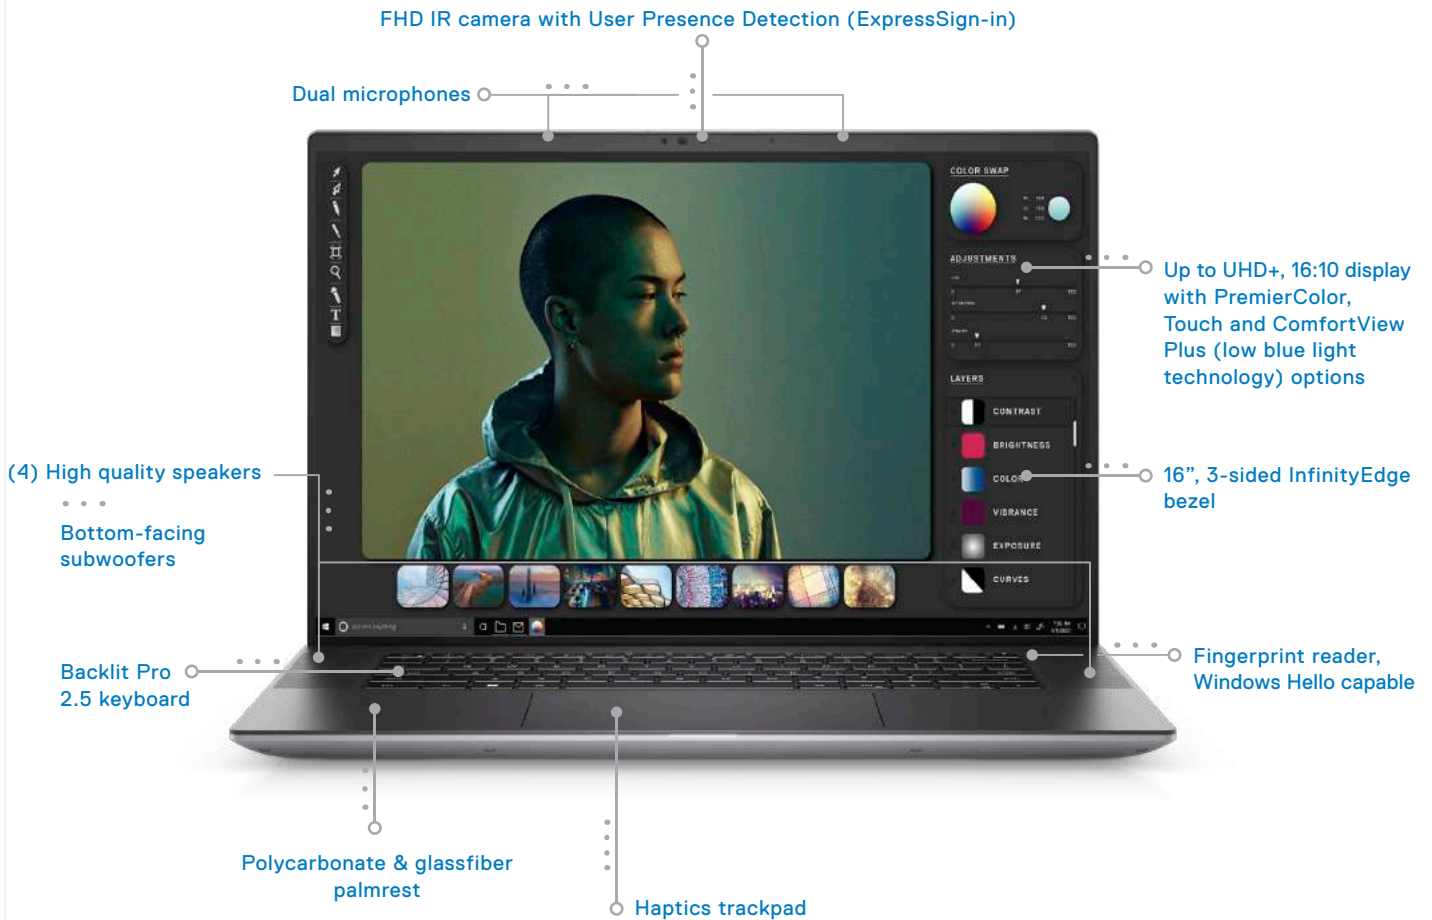 FHD IR camera with User Presence Detection (ExpressSign-in)
Dual microphones
COLOR SWAP
ADJUSTMENTS
Up to UHD+, 16:10 display
with PremierColor,
Touch and ComfortView
Plus (low blue light
technology) options
LAYERS
CONTRAST
BRIGHTNESS
(4) High quality speakers
COLOR
16”, 3-sided InfinityEdge
bezel
VIBRANCE
Bottom-facing
subwoofers
EXPOSURE
CURVES
Fingerprint reader,
Windows Hello capable
Backlit Pro
2.5 keyboard
Polycarbonate & glassfiber
palmrest
Haptics trackpad